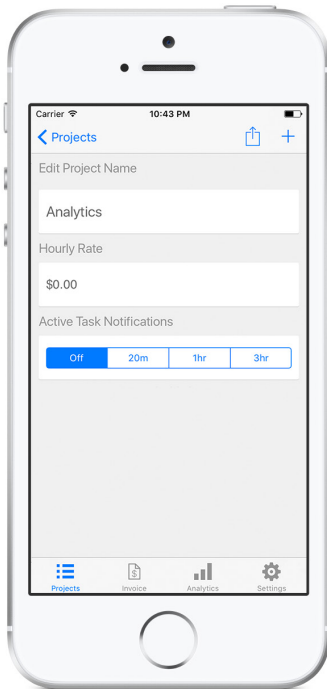 Carrier 10:43 PM
Projects
Edit Project Name
Analytics
Hourly Rate
$0.00
Active Task Notifications
Off 20m 1hr 3hr
Projects Invoice Analytics Settings